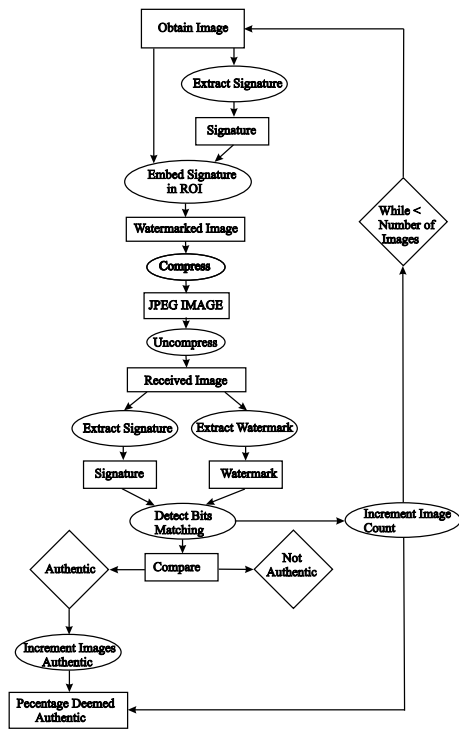 Obtain Image
Extract Signature
Signature
Embed Signature
in ROI
While <
Number of
Images
Watermarked Image
Compress
JPEG IMAGE
Uncompress
Received Image
Extract Signature
Extract Watermark
Signature
Watermark
Detect Bits
Matching
Increment Image
Count
Authentic
Compare
Not
Authentic
Increment Images
Authentic
Pecentage Deemed
Authentic